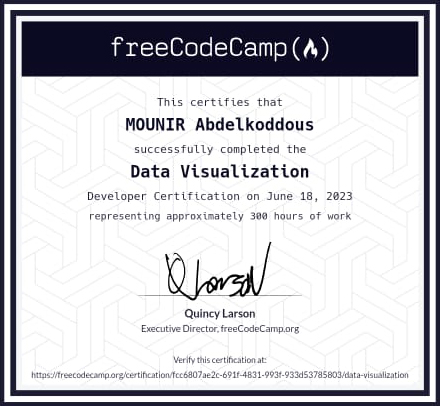 freeCodeCamp
This certifies that
MOUNIR Abdelkoddous
successfully completed the
Data Visualization
Developer Certification on June 18, 2023
representing approximately 300 hours of work
Q Larson
Quincy Larson
Executive Director, freeCodeCamp.org
Verify this certification at:
https://freecodecamp.org/certification/fcc6807ae2c-691f-4831-993f-933d53785803/data-visualization